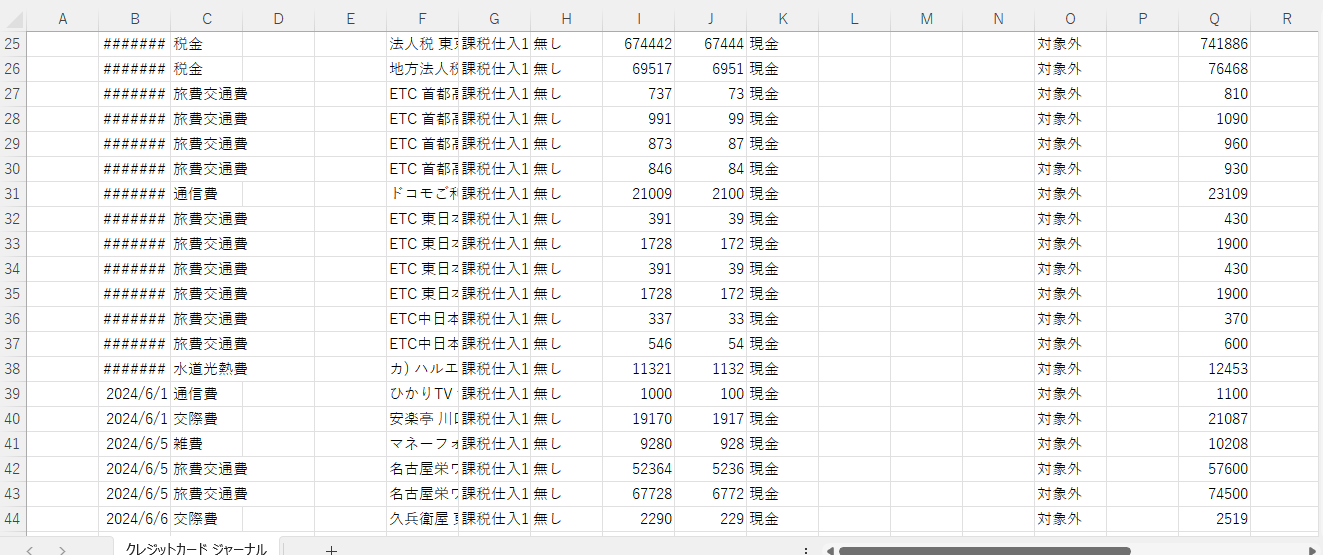 A B C D E F G H I J K L M N O P Q R
25 ####### 税金 法人税 東京 課税仕入1 無し 674442 67444 現金 対象外 741886
26 ####### 税金 地方法人税 課税仕入1 無し 69517 6951 現金 対象外 76468
27 ####### 旅費交通費 ETC 首都高 課税仕入1 無し 737 73 現金 対象外 810
28 ####### 旅費交通費 ETC 首都高 課税仕入1 無し 991 99 現金 対象外 1090
29 ####### 旅費交通費 ETC 首都高 課税仕入1 無し 873 87 現金 対象外 960
30 ####### 旅費交通費 ETC 首都高 課税仕入1 無し 846 84 現金 対象外 930
31 ####### 通信費 ドコモご利 課税仕入1 無し 21009 2100 現金 対象外 23109
32 ####### 旅費交通費 ETC 東日本 課税仕入1 無し 391 39 現金 対象外 430
33 ####### 旅費交通費 ETC 東日本 課税仕入1 無し 1728 172 現金 対象外 1900
34 ####### 旅費交通費 ETC 東日本 課税仕入1 無し 391 39 現金 対象外 430
35 ####### 旅費交通費 ETC 東日本 課税仕入1 無し 1728 172 現金 対象外 1900
36 ####### 旅費交通費 ETC中日本 課税仕入1 無し 337 33 現金 対象外 370
37 ####### 旅費交通費 ETC中日本 課税仕入1 無し 546 54 現金 対象外 600
38 ####### 水道光熱費 カ) ハルエ 課税仕入1 無し 11321 1132 現金 対象外 12453
39 2024/6/1 通信費 ひかりTV 課税仕入1 無し 1000 100 現金 対象外 1100
40 2024/6/1 交際費 安楽亭 川口 課税仕入1 無し 19170 1917 現金 対象外 21087
41 2024/6/5 雑費 マネーフォ 課税仕入1 無し 9280 928 現金 対象外 10208
42 2024/6/5 旅費交通費 名古屋栄ワ 課税仕入1 無し 52364 5236 現金 対象外 57600
43 2024/6/5 旅費交通費 名古屋栄ワ 課税仕入1 無し 67728 6772 現金 対象外 74500
44 2024/6/6 交際費 久兵衛屋 課税仕入1 無し 2290 229 現金 対象外 2519
クレジットカード ジャーナル